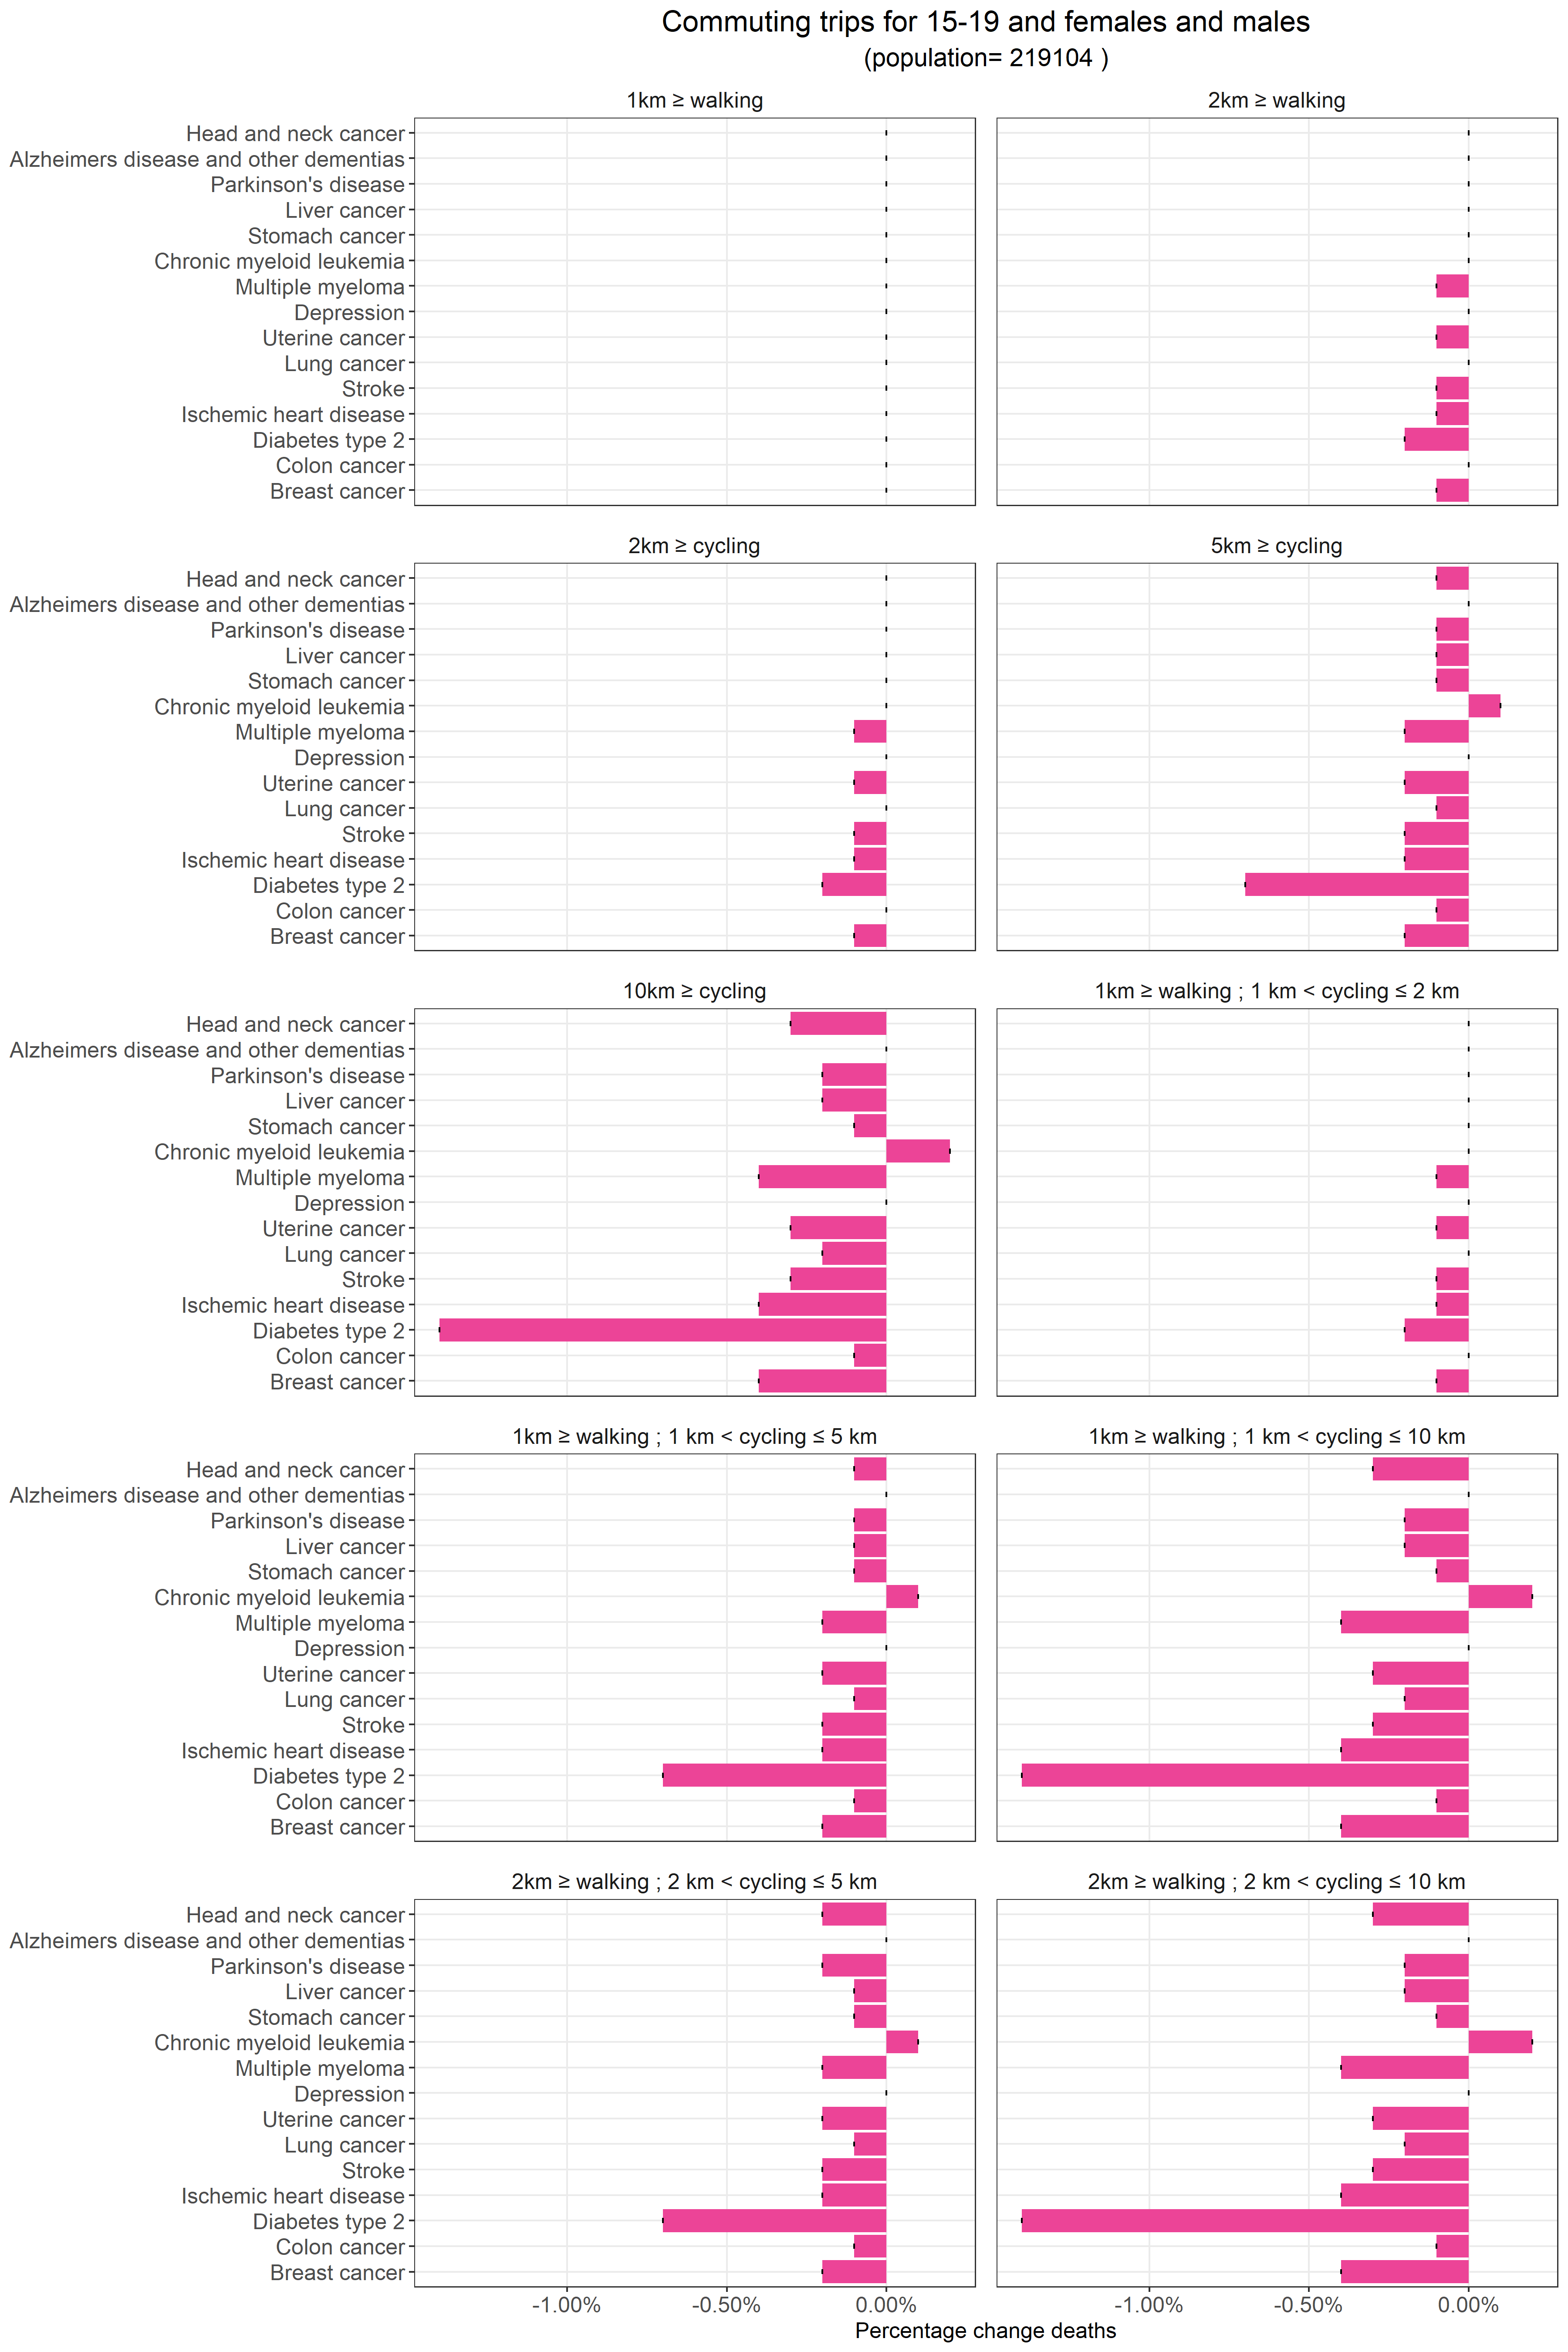 Commuting trips for 15-19 and females and males
(population= 219104 )
1km ≥ walking
2km ≥ walking
Head and neck cancer
Alzheimers disease and other dementias
Parkinson's disease
Liver cancer
Stomach cancer
Chronic myeloid leukemia
Multiple myeloma
Depression
Uterine cancer
Lung cancer
Stroke
Ischemic heart disease
Diabetes type 2
Colon cancer
Breast cancer
2km ≥ cycling
5km ≥ cycling
Head and neck cancer
Alzheimers disease and other dementias
Parkinson's disease
Liver cancer
Stomach cancer
Chronic myeloid leukemia
Multiple myeloma
Depression
Uterine cancer
Lung cancer
Stroke
Ischemic heart disease
Diabetes type 2
Colon cancer
Breast cancer
10km ≥ cycling
1km ≥ walking ; 1 km < cycling ≤ 2 km
Head and neck cancer
Alzheimers disease and other dementias
Parkinson's disease
Liver cancer
Stomach cancer
Chronic myeloid leukemia
Multiple myeloma
Depression
Uterine cancer
Lung cancer
Stroke
Ischemic heart disease
Diabetes type 2
Colon cancer
Breast cancer
1km ≥ walking ; 1 km < cycling ≤ 5 km
1km ≥ walking ; 1 km < cycling ≤ 10 km
Head and neck cancer
Alzheimers disease and other dementias
Parkinson's disease
Liver cancer
Stomach cancer
Chronic myeloid leukemia
Multiple myeloma
Depression
Uterine cancer
Lung cancer
Stroke
Ischemic heart disease
Diabetes type 2
Colon cancer
Breast cancer
2km ≥ walking ; 2 km < cycling ≤ 5 km
2km ≥ walking ; 2 km < cycling ≤ 10 km
Head and neck cancer
Alzheimers disease and other dementias
Parkinson's disease
Liver cancer
Stomach cancer
Chronic myeloid leukemia
Multiple myeloma
Depression
Uterine cancer
Lung cancer
Stroke
Ischemic heart disease
Diabetes type 2
Colon cancer
Breast cancer
-1.00% -0.50% 0.00% -1.00% -0.50% 0.00%
Percentage change deaths